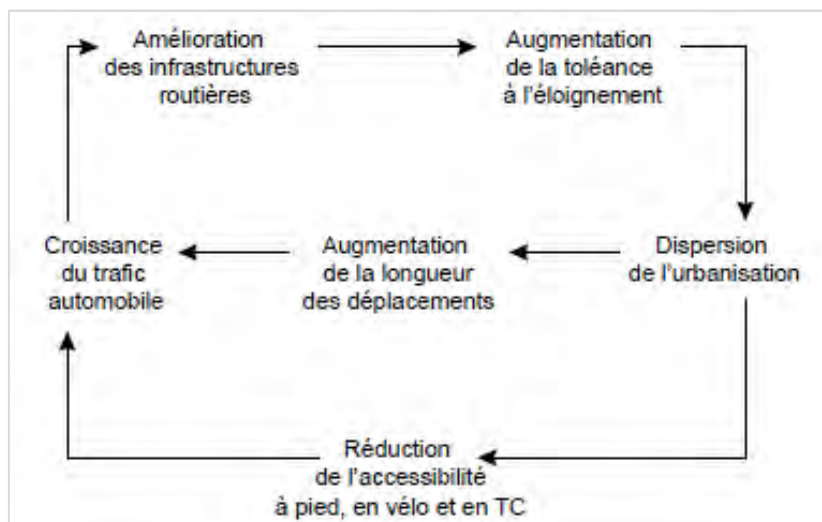 Amélioration
des infrastructures
routières
Augmentation
de la toléance
à l'éloignement
Croissance
du trafic
automobile
Augmentation
de la longueur
des déplacements
Dispersion
de l'urbanisation
Réduction
de l'accessibilité
à pied, en vélo et en TC